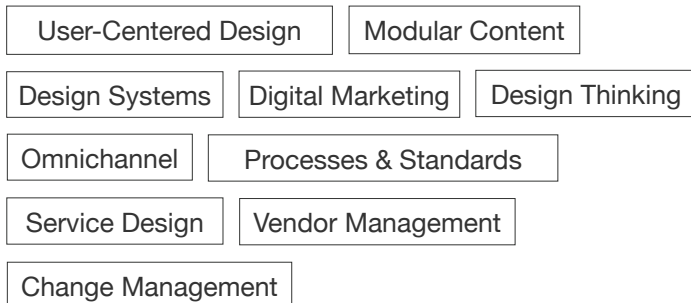 User-Centered Design Modular Content
Design Systems Digital Marketing Design Thinking
Omnichannel Processes & Standards
Service Design Vendor Management
Change Management